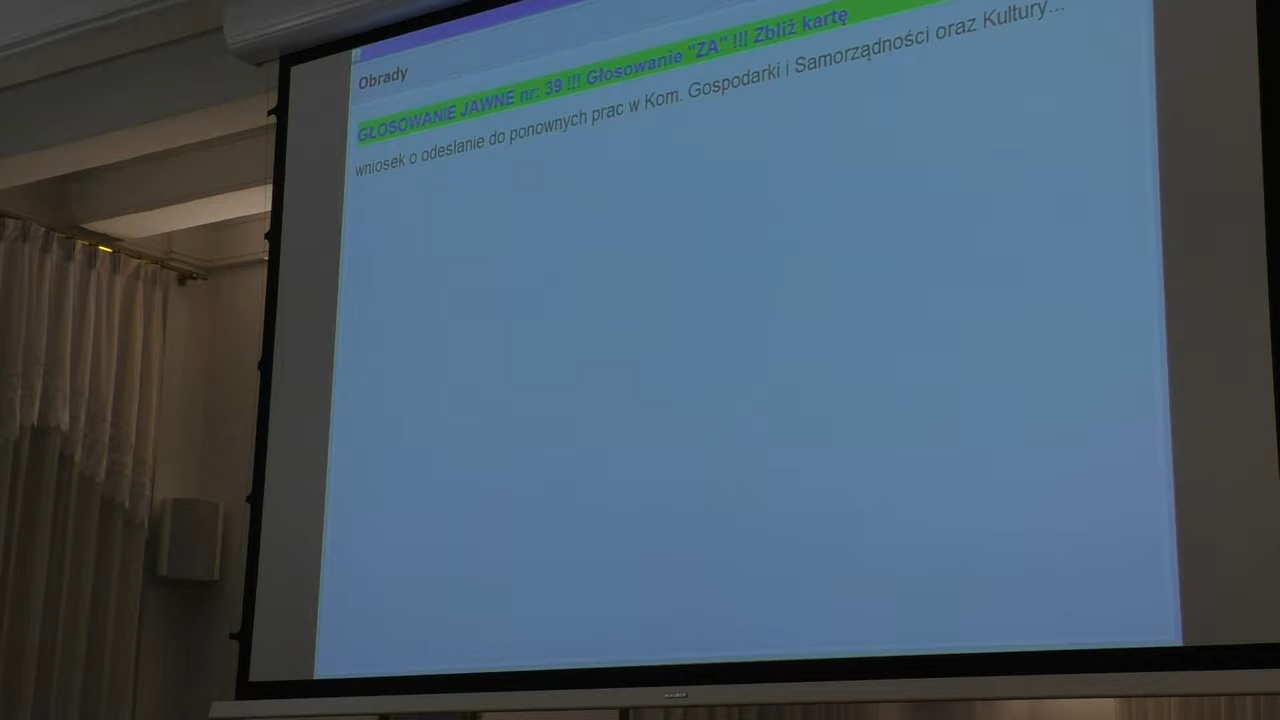 Obrady
GŁOSOWANIE JAWNE nr: 39 !!! Głosowanie "ZA" !!! Zbliż kartę
wniosek o odesłanie do ponownych prac w Kom. Gospodarki i Samorządności oraz Kultury...